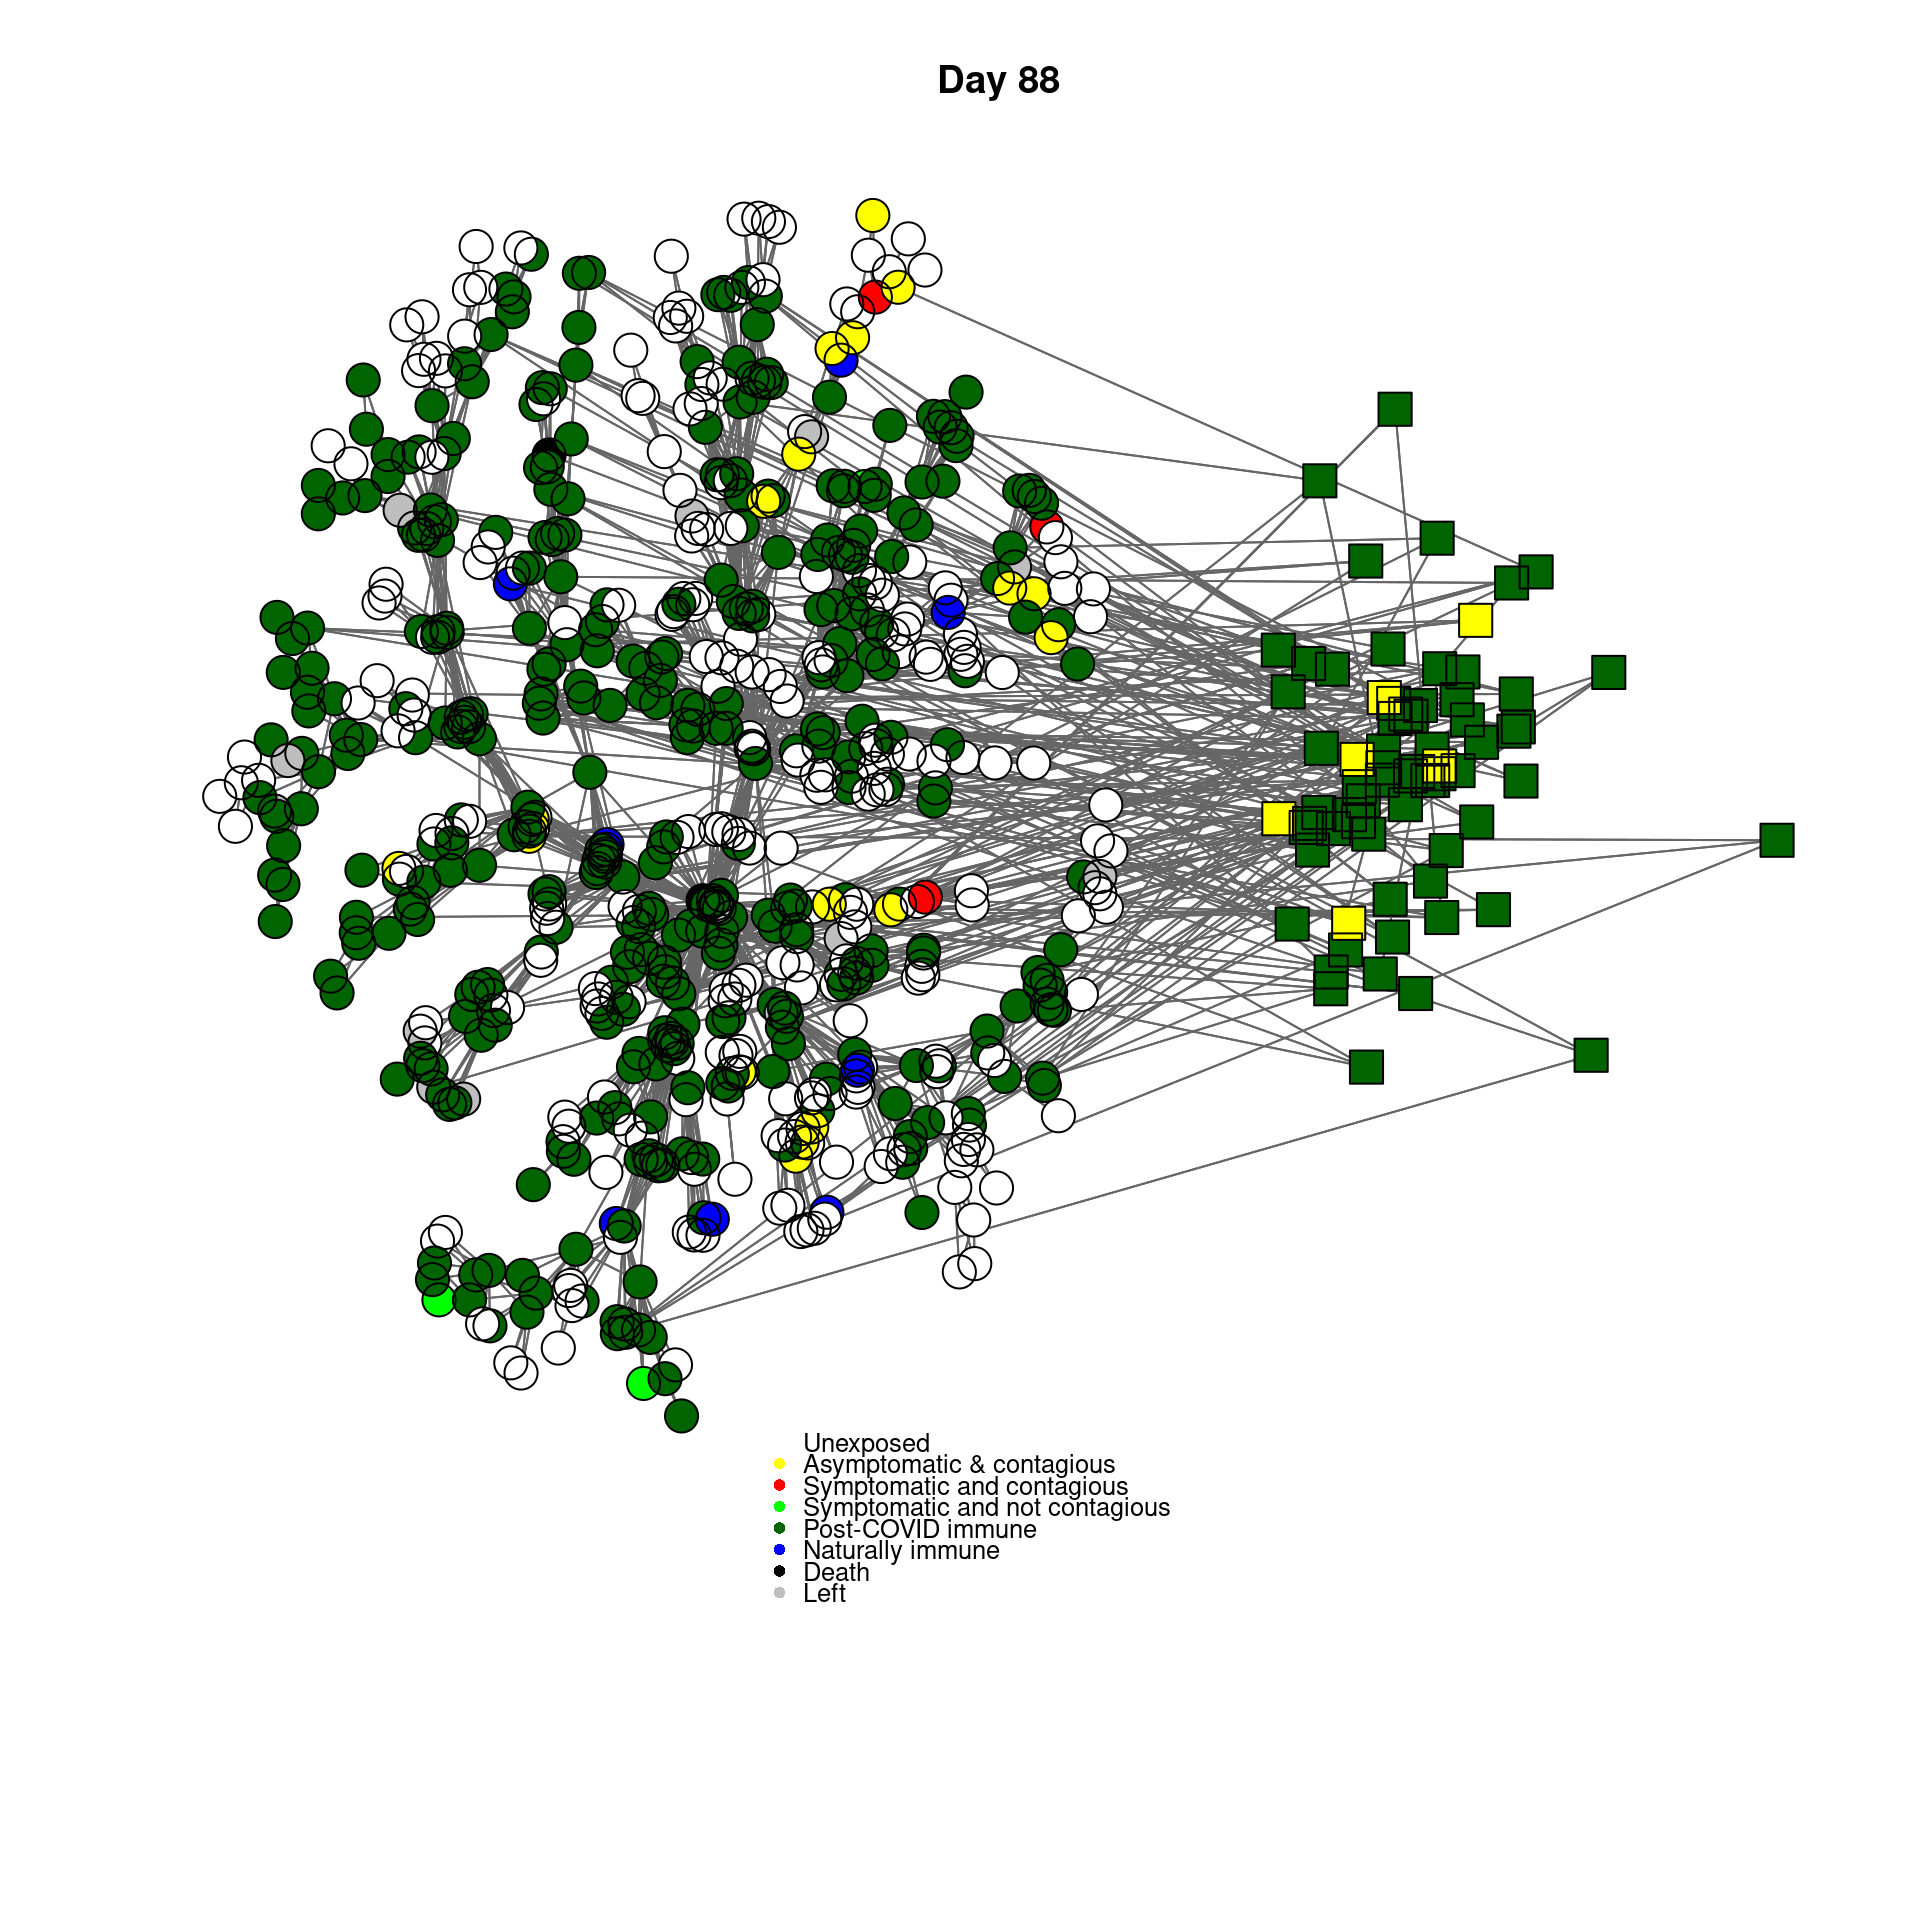 Day 88
Unexposed
Asymptomatic & contagious
Symptomatic and contagious
Symptomatic and not contagious
Post-COVID immune
Naturally immune
Death
Left